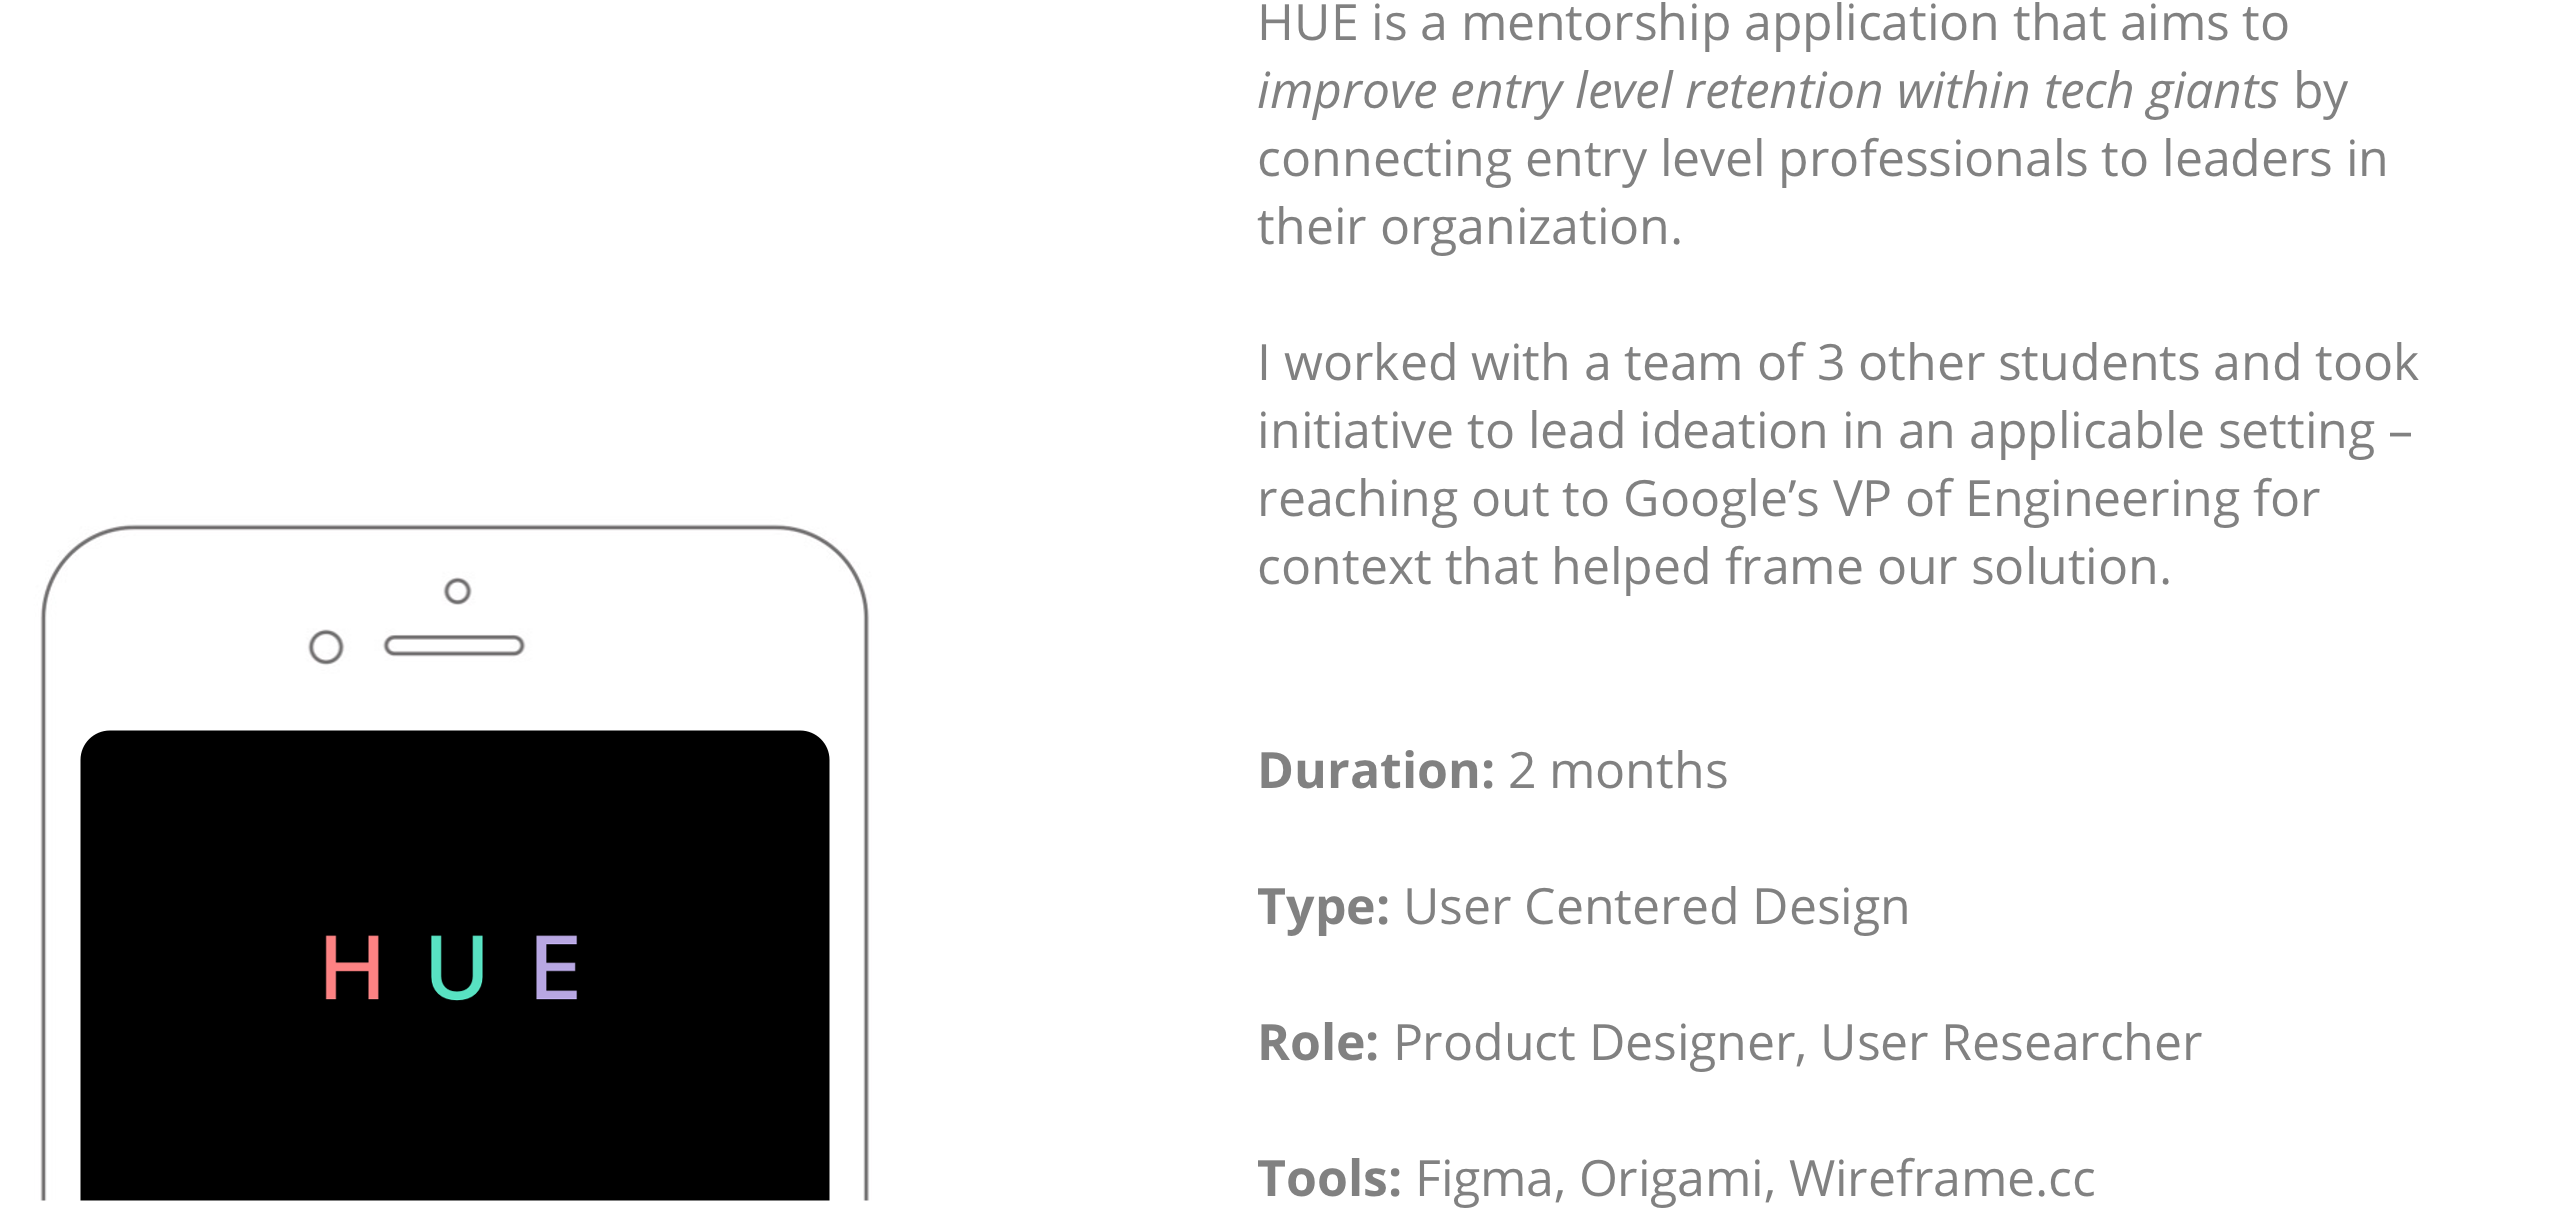 HUE is a mentorship application that aims to
improve entry level retention within tech giants by
connecting entry level professionals to leaders in
their organization.
I worked with a team of 3 other students and took
initiative to lead ideation in an applicable setting –
reaching out to Google’s VP of Engineering for
context that helped frame our solution.
Duration: 2 months
Type: User Centered Design
Role: Product Designer, User Researcher
Tools: Figma, Origami, Wireframe.cc
H U E